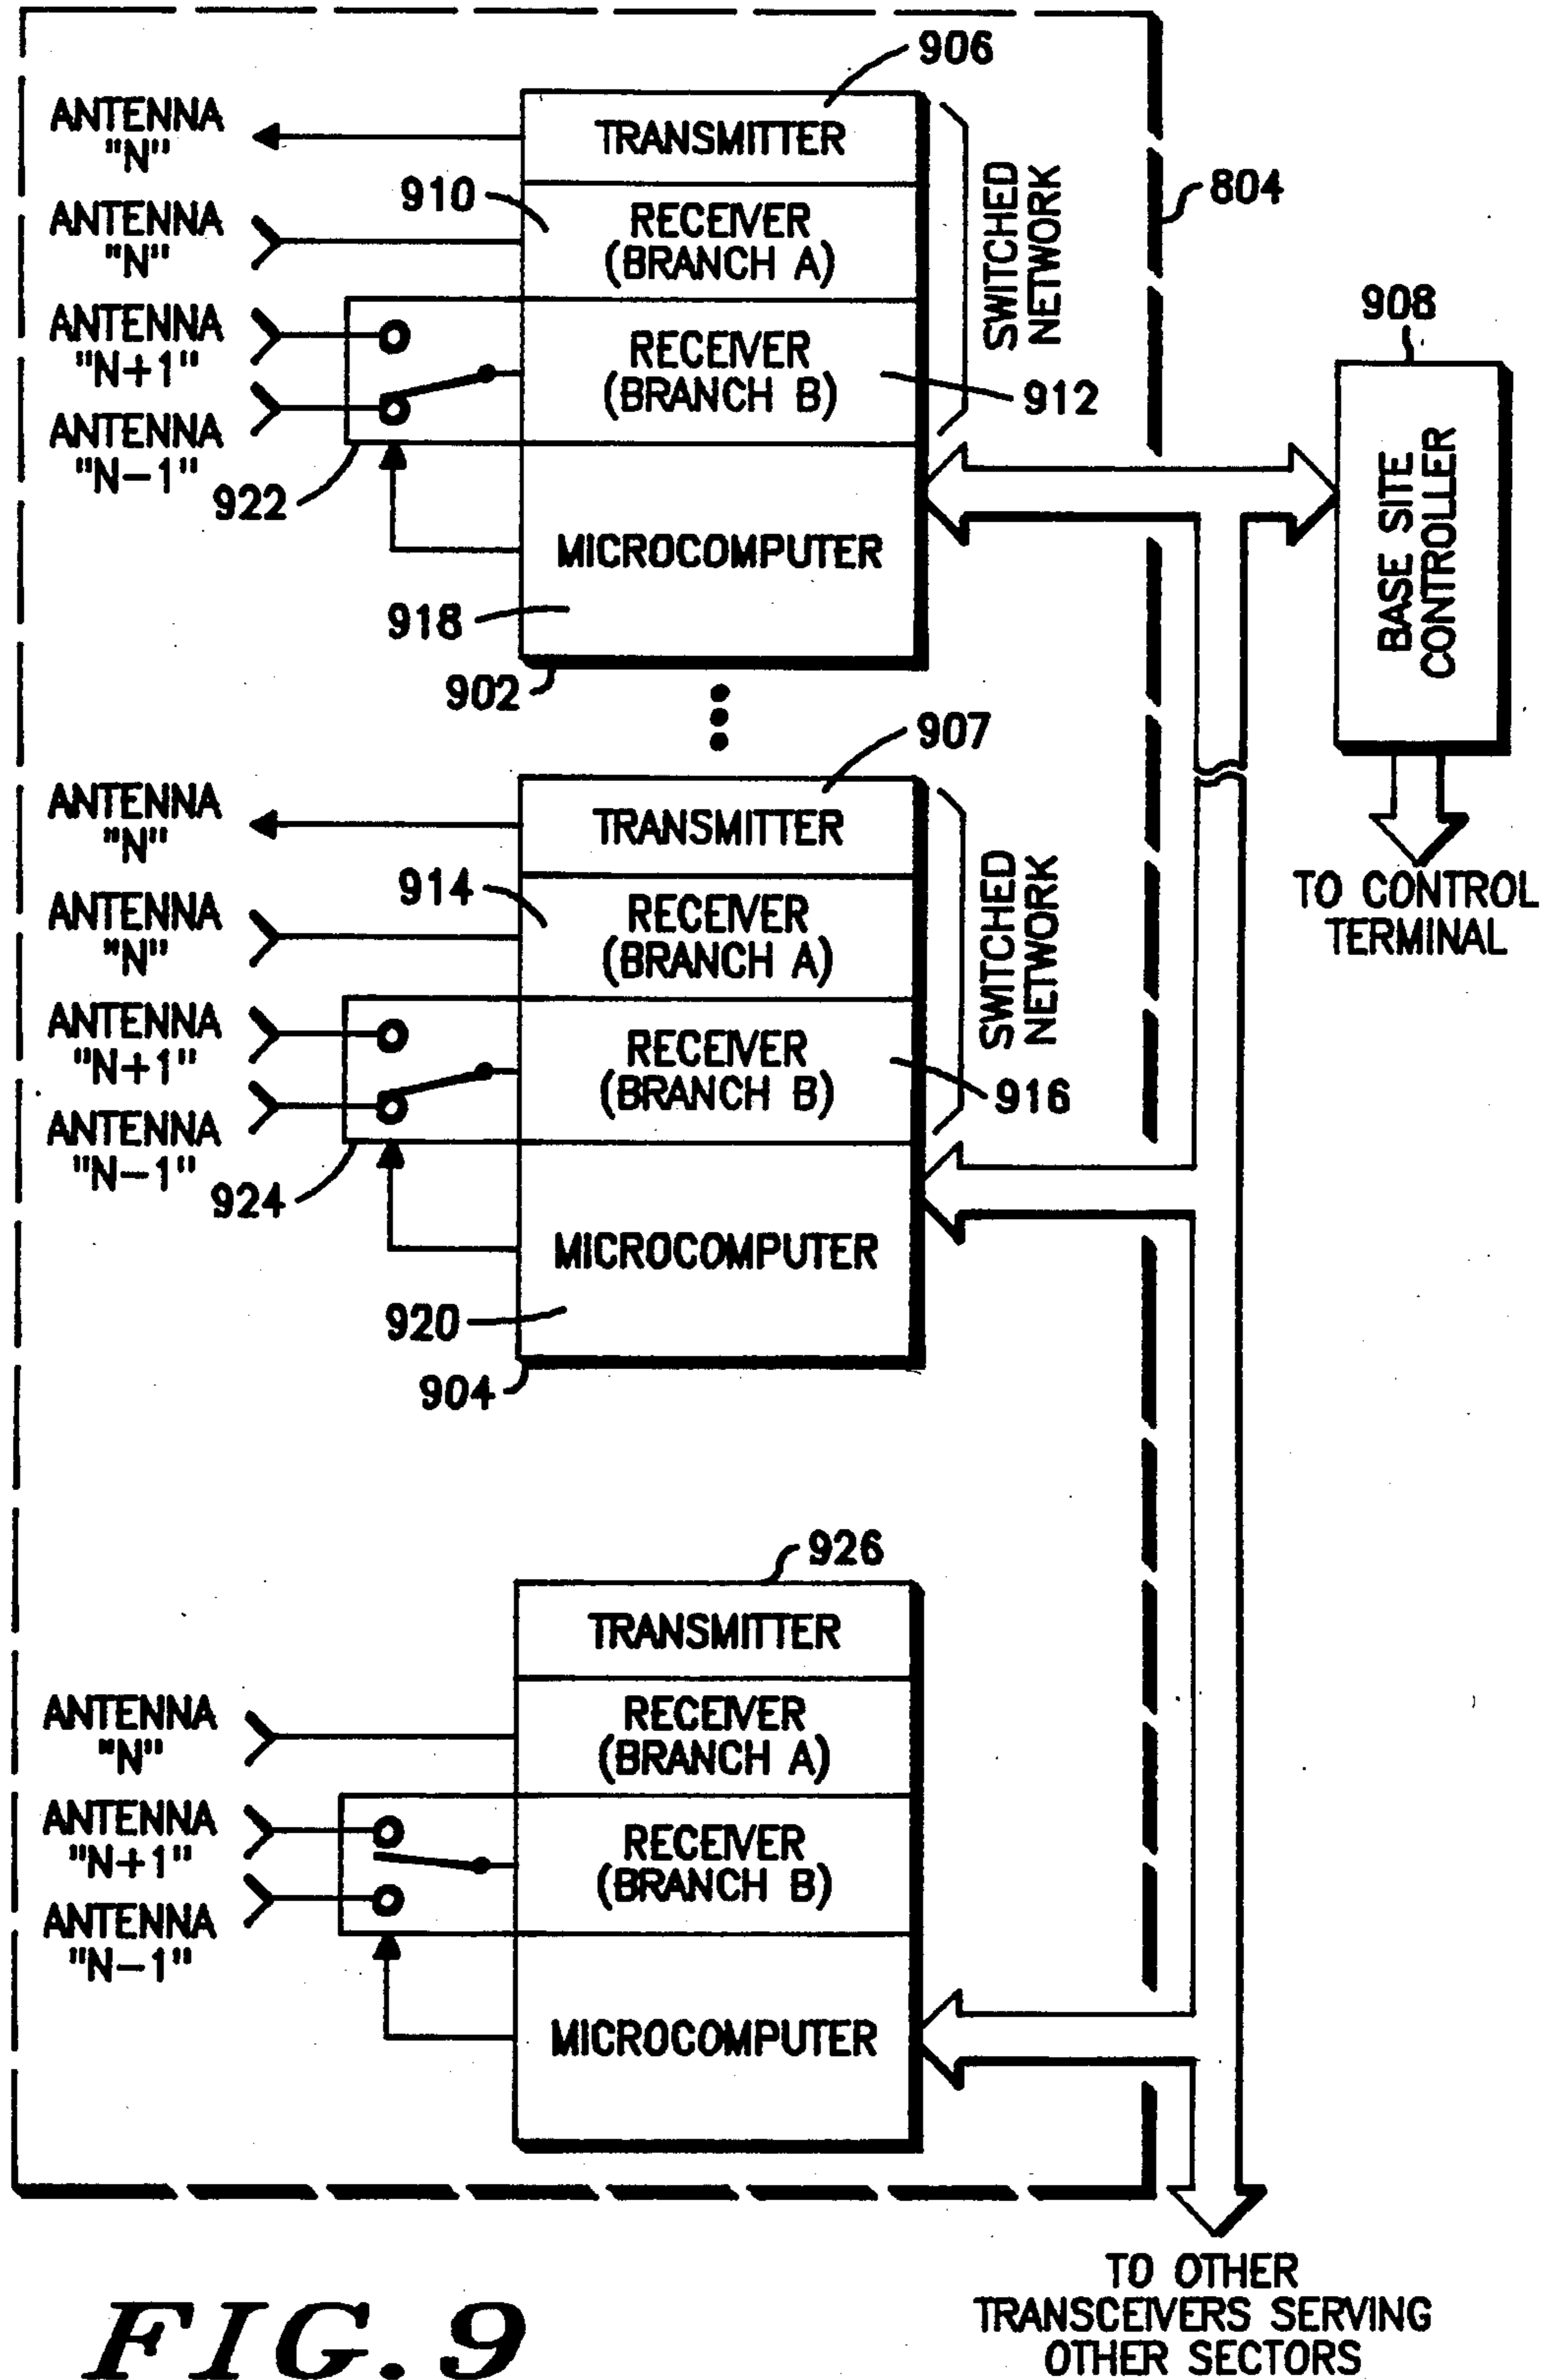 906
ANTENNA
"N"
TRANSMITTER
910
ANTENNA
"N"
RECEIVER
(BRANCH A)
SWITCHED
NETWORK
804
ANTENNA
"N+1"
RECEIVER
(BRANCH B)
912
908
ANTENNA
"N-1"
922
BASE SITE
CONTROLLER
MICROCOMPUTER
918
902
907
ANTENNA
"N"
TRANSMITTER
914
TO CONTROL
TERMINAL
ANTENNA
"N"
RECEIVER
(BRANCH A)
SWITCHED
NETWORK
ANTENNA
"N+1"
RECEIVER
(BRANCH B)
916
ANTENNA
"N-1"
924
MICROCOMPUTER
920
904
926
TRANSMITTER
ANTENNA
"N"
RECEIVER
(BRANCH A)
ANTENNA
"N+1"
RECEIVER
(BRANCH B)
ANTENNA
"N-1"
MICROCOMPUTER
TO OTHER
TRANSCEIVERS SERVING
OTHER SECTORS
FIG. 9